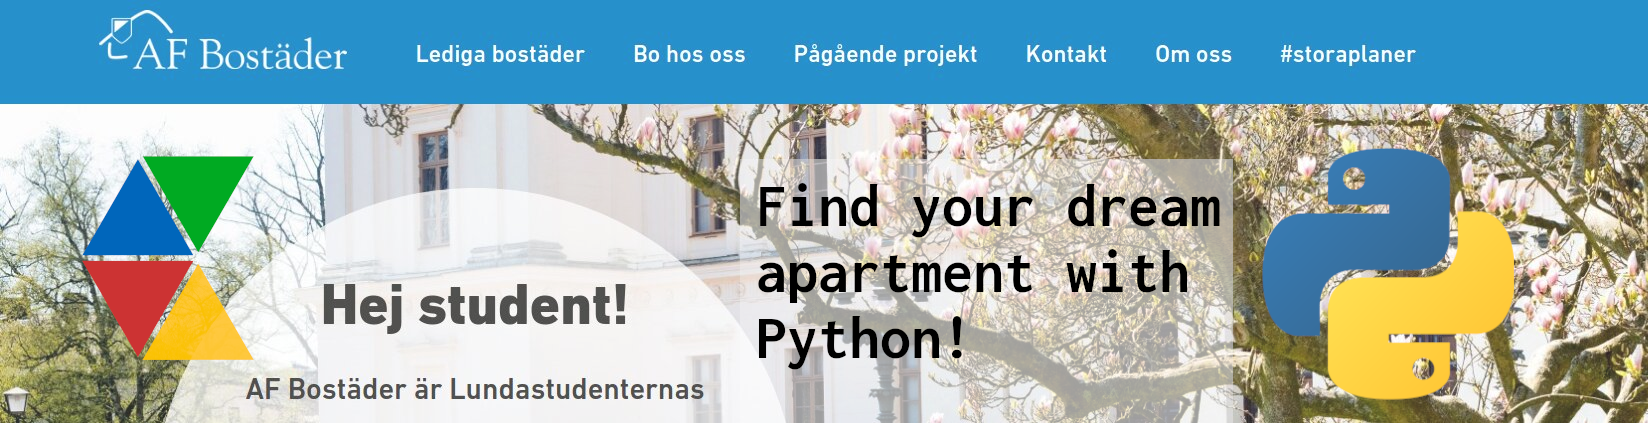 AF Bostäder
Lediga bostäder
Bo hos oss
Pågående projekt
Kontakt
Om oss
#storaplaner
Hej student!
AF Bostäder är Lundastudenternas
Find your dream
apartment with
Python!